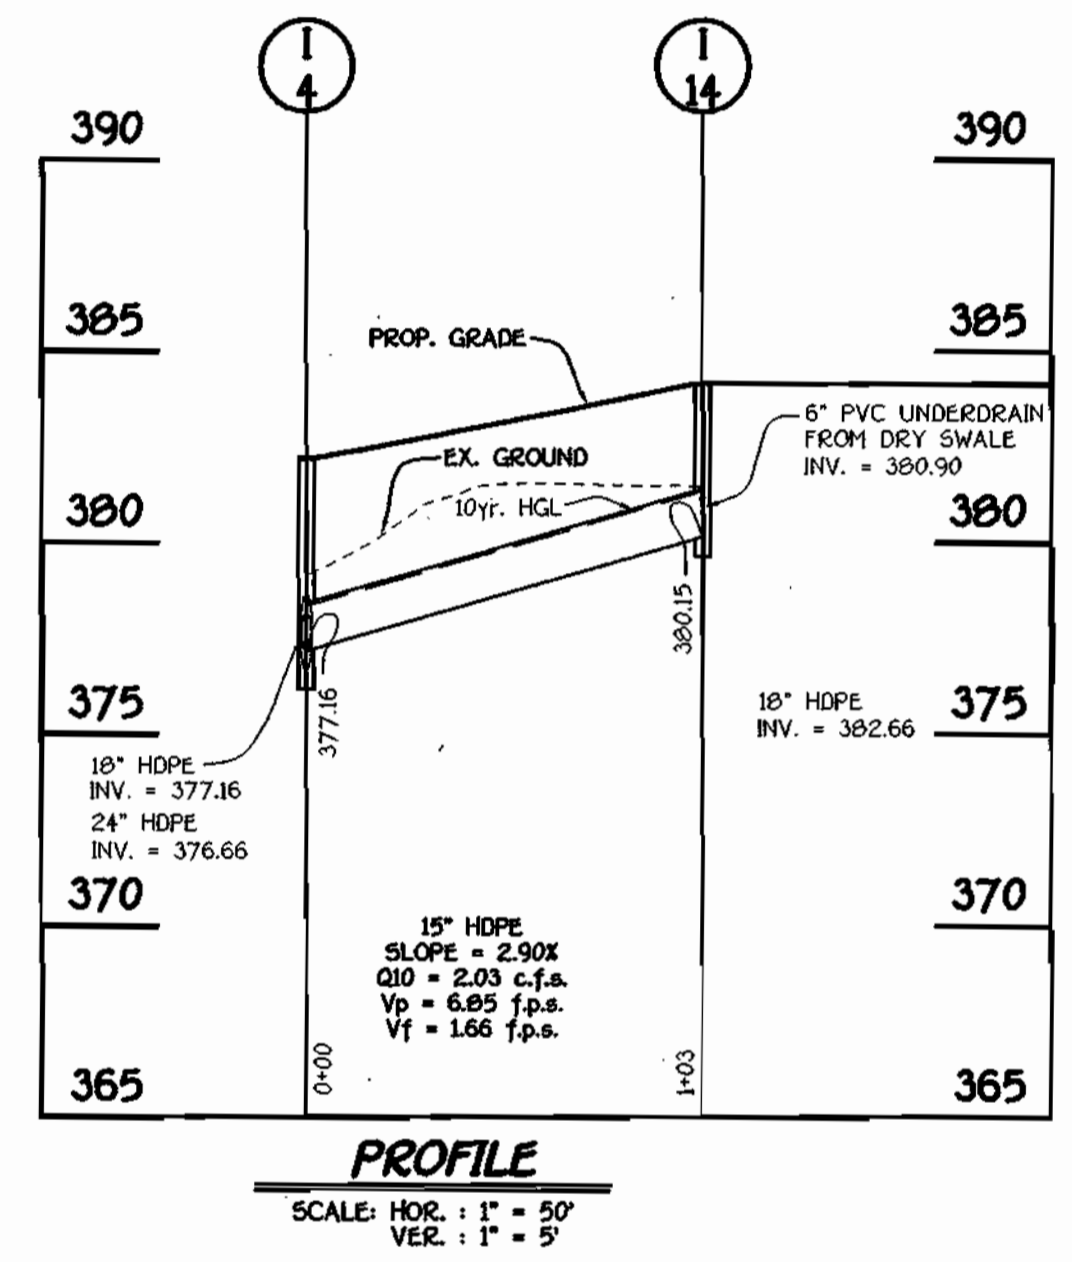 I
4
I
14
390
390
385
385
PROP. GRADE
6" PVC UNDERDRAIN
FROM DRY SWALE
INV. = 380.90
EX. GROUND
10yr. HGL
380
380
380.15
377.16
375
375
18" HDPE
INV. = 382.66
18" HDPE
INV. = 377.16
24" HDPE
INV. = 376.66
370
370
15" HDPE
SLOPE = 2.90%
Q10 = 2.03 c.f.s.
Vp = 6.85 f.p.s.
Vf = 1.66 f.p.s.
0+00
1+03
365
365
PROFILE
SCALE: HOR. : 1" = 50'
VER. : 1" = 5'